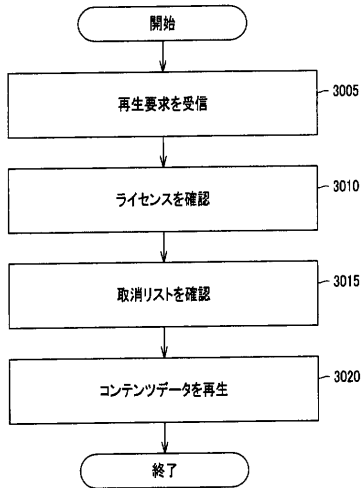 開始
再生要求を受信
3005
ライセンスを確認
3010
取消リストを確認
3015
コンテンツデータを再生
3020
終了